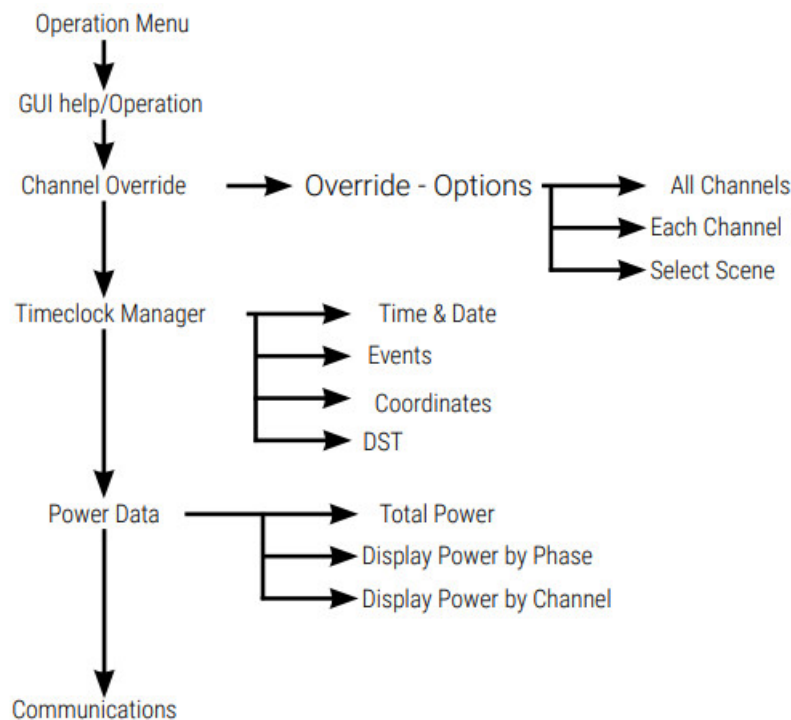 Operation Menu
GUI help/Operation
Channel Override
Override - Options
All Channels
Each Channel
Select Scene
Timeclock Manager
Time & Date
Events
Coordinates
DST
Power Data
Total Power
Display Power by Phase
Display Power by Channel
Communications